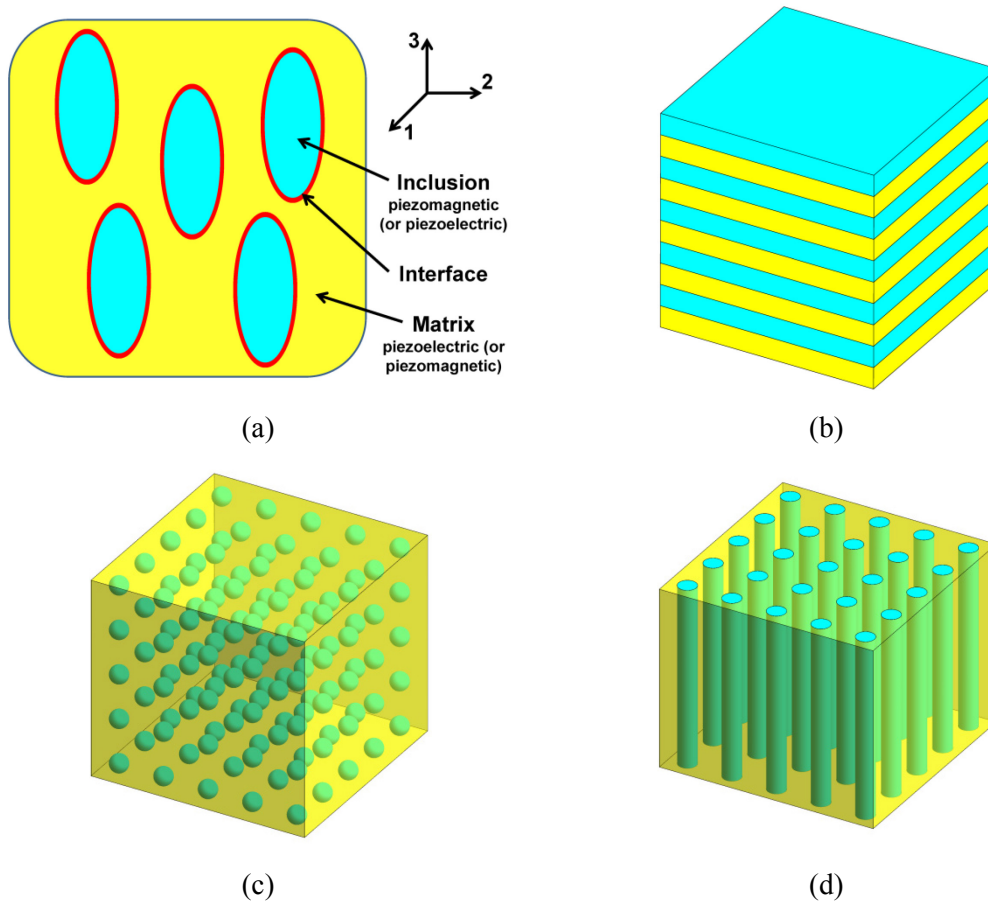 3
2
1
Inclusion
piezomagnetic
(or piezoelectric)
Interface
Matrix
piezoelectric (or
piezomagnetic)
(a)
(b)
(c)
(d)